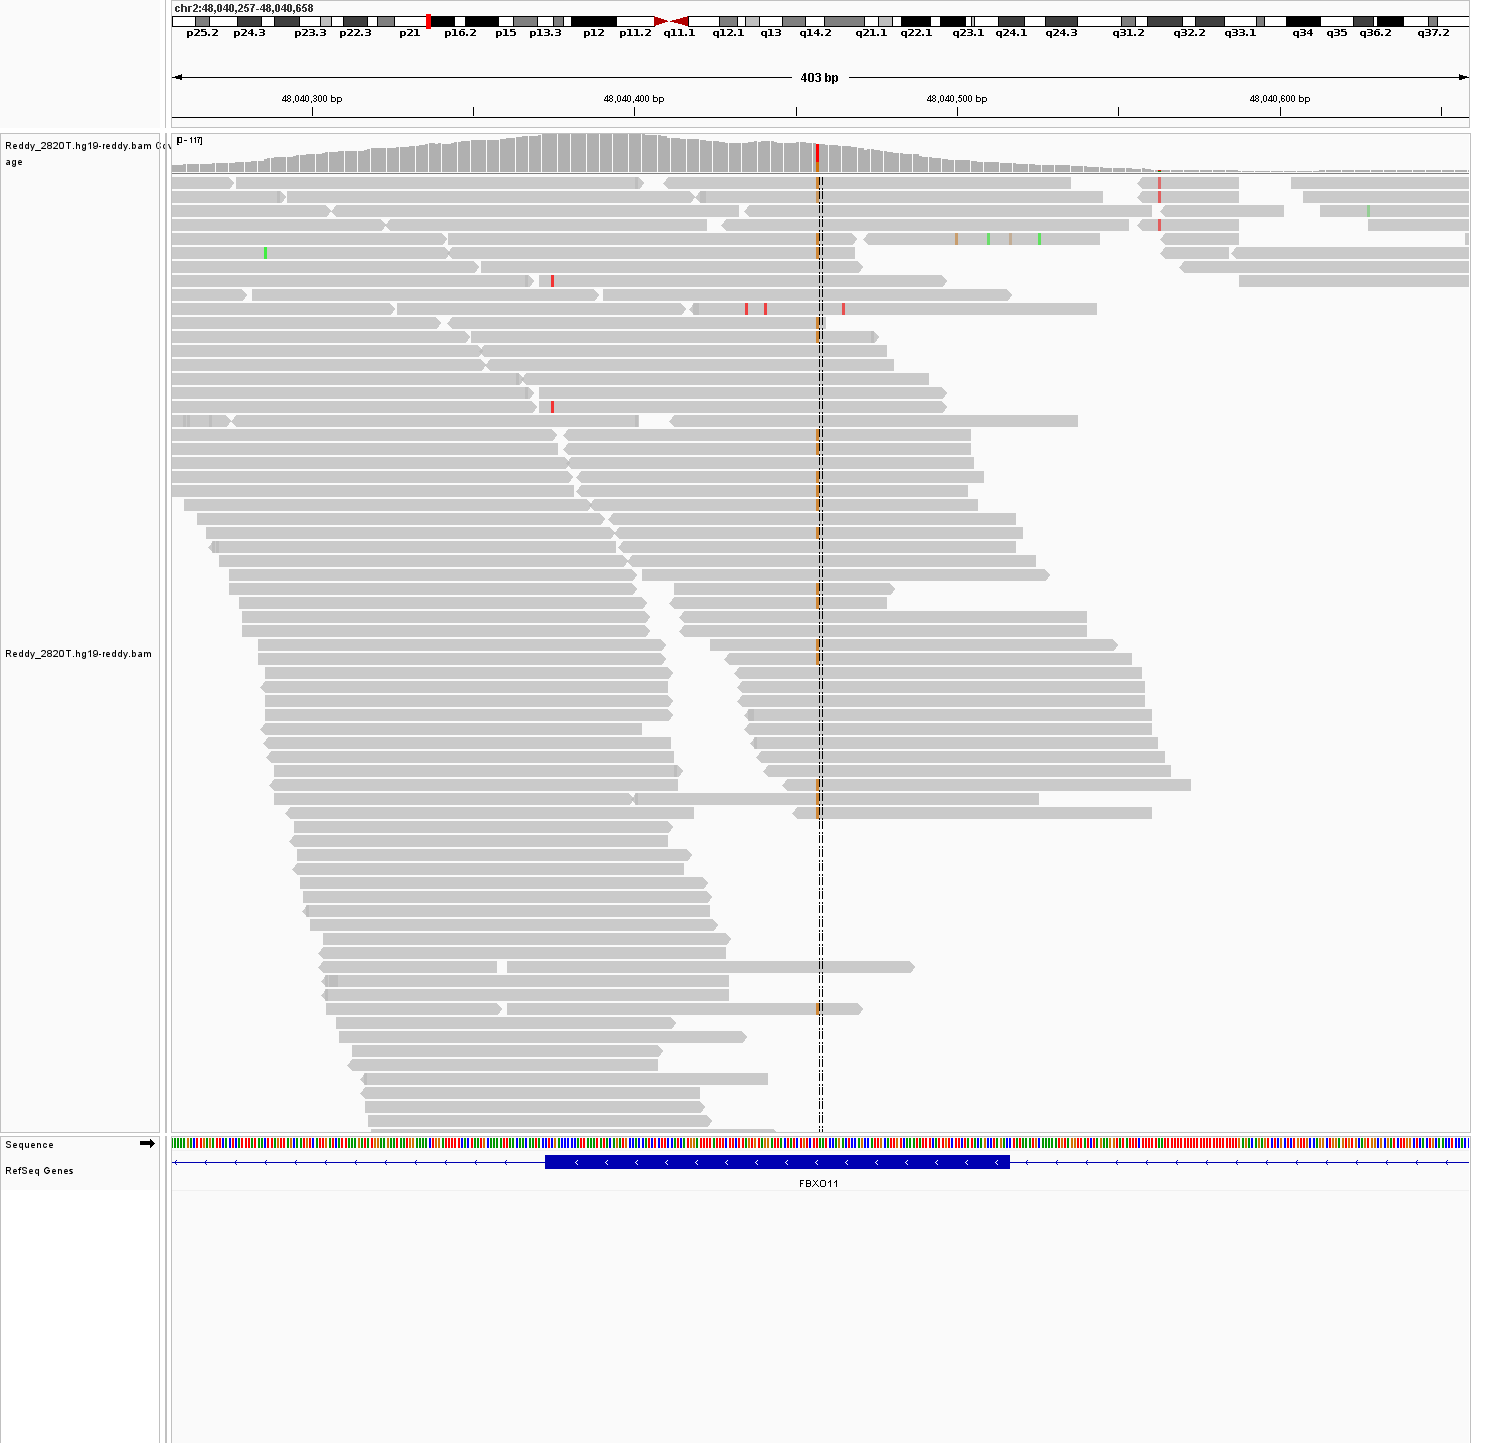 chr2:48,040,257-48,040,658
p25.2 p24.3 p23.3 p22.3 p21 p16.2 p15 p13.3 p12 p11.2 q11.1 q12.1 q13 q14.2 q21.1 q22.1 q23.1 q24.1 q24.3 q31.2 q32.2 q33.1 q34 q35 q36.2 q37.2
403 bp
48,040,300 bp 48,040,400 bp 48,040,500 bp 48,040,600 bp
[0 - 117]
Reddy_2820T.hg19-reddy.bam Cov
age
Reddy_2820T.hg19-reddy.bam
Sequence
RefSeq Genes
FBXO11